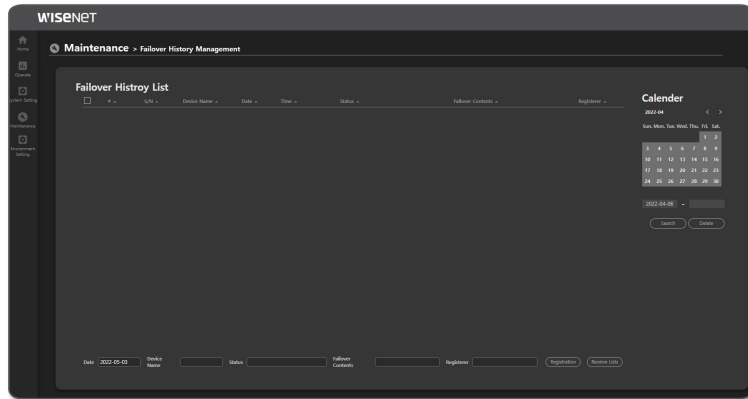 WISENET
Home
Maintenance > Failover History Management
Operate
System Setting
Maintenance
Environment
Setting
Failover Histroy List
# S/N Device Name Date Time Status Failover Contents Registerer
Calender
2022-04 < >
Sun. Mon. Tue. Wed. Thu. Fri. Sat.
1 2
3 4 5 6 7 8 9
10 11 12 13 14 15 16
17 18 19 20 21 22 23
24 25 26 27 28 29 30
2022-04-06 -
Search Delete
Date 2022-05-03 Device Name Status Failover Contents Registerer Registration Receive Lists